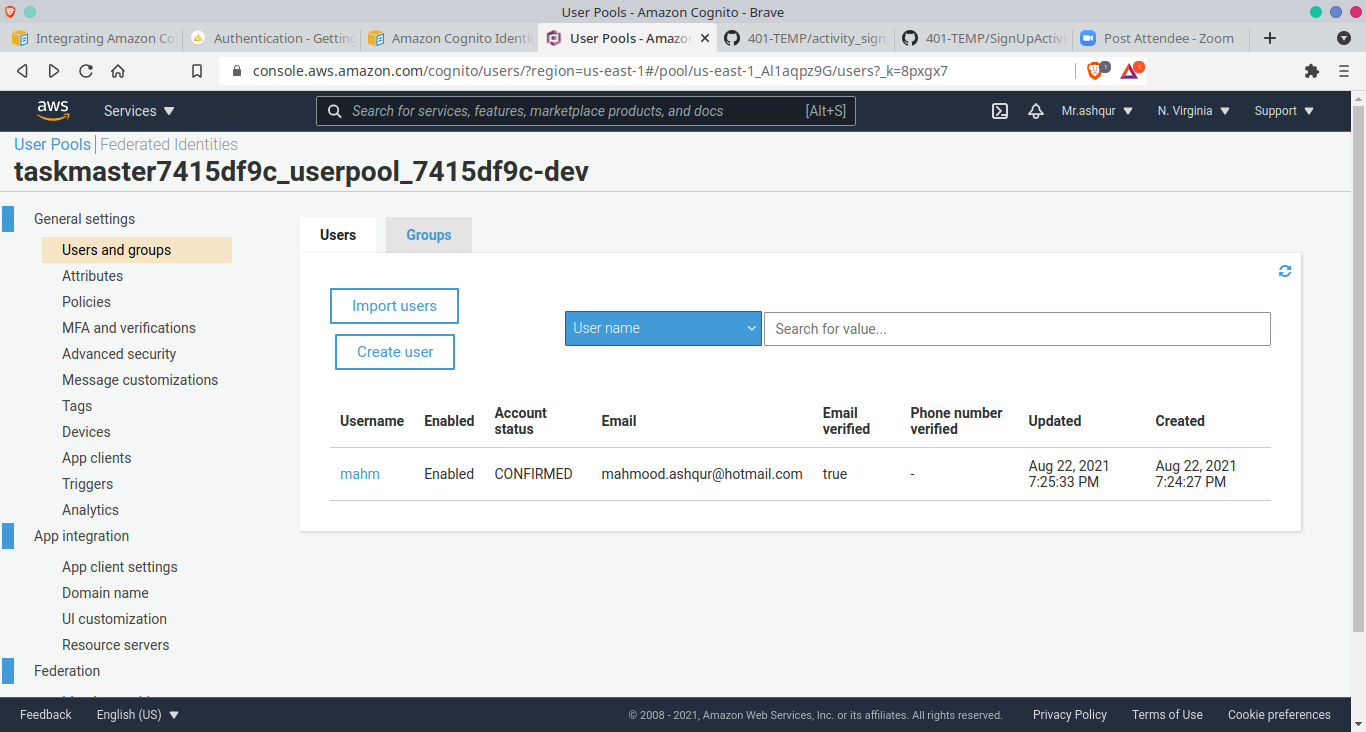 User Pools - Amazon Cognito - Brave
Integrating Amazon Co
Authentication - Getting
Amazon Cognito Identi
User Pools - Amazo
401-TEMP/activity_sign
401-TEMP/SignUpActivi
Post Attendee - Zoom
console.aws.amazon.com/cognito/users/?region=us-east-1#/pool/us-east-1_Al1aqpz9G/users?_k=8pxgx7
1
1
aws
Services
Search for services, features, marketplace products, and docs
[Alt+S]
Mr.ashqur
N. Virginia
Support
User Pools
Federated Identities
taskmaster7415df9c_userpool_7415df9c-dev
General settings
Users and groups
Attributes
Policies
MFA and verifications
Advanced security
Message customizations
Tags
Devices
App clients
Triggers
Analytics
App integration
App client settings
Domain name
UI customization
Resource servers
Federation
Users
Groups
Import users
Create user
User name
Search for value...
Username
Enabled
Account
status
Email
Email
verified
Phone number
verified
Updated
Created
mahm
Enabled
CONFIRMED
mahmood.ashqur@hotmail.com
true
-
Aug 22, 2021
7:25:33 PM
Aug 22, 2021
7:24:27 PM
Feedback
English (US)
© 2008 - 2021, Amazon Web Services, Inc. or its affiliates. All rights reserved.
Privacy Policy
Terms of Use
Cookie preferences